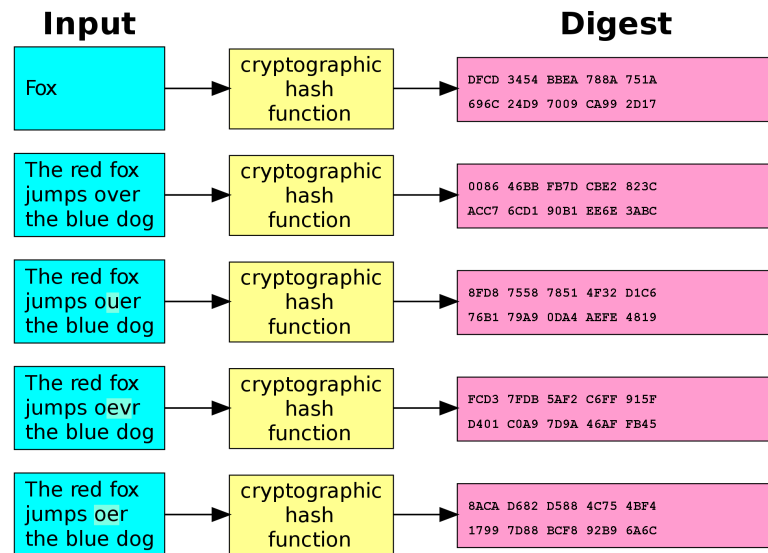 Input
Digest
Fox
cryptographic
hash
function
DFCD 3454 BBEA 788A 751A
696C 24D9 7009 CA99 2D17
The red fox
jumps over
the blue dog
cryptographic
hash
function
0086 46BB FB7D CBE2 823C
ACC7 6CD1 90B1 EE6E 3ABC
The red fox
jumps ouer
the blue dog
cryptographic
hash
function
8FD8 7558 7851 4F32 D1C6
76B1 79A9 0DA4 AEFE 4819
The red fox
jumps oevr
the blue dog
cryptographic
hash
function
FCD3 7FDB 5AF2 C6FF 915F
D401 C0A9 7D9A 46AF FB45
The red fox
jumps oer
the blue dog
cryptographic
hash
function
8ACA D682 D588 4C75 4BF4
1799 7D88 BCF8 92B9 6A6C